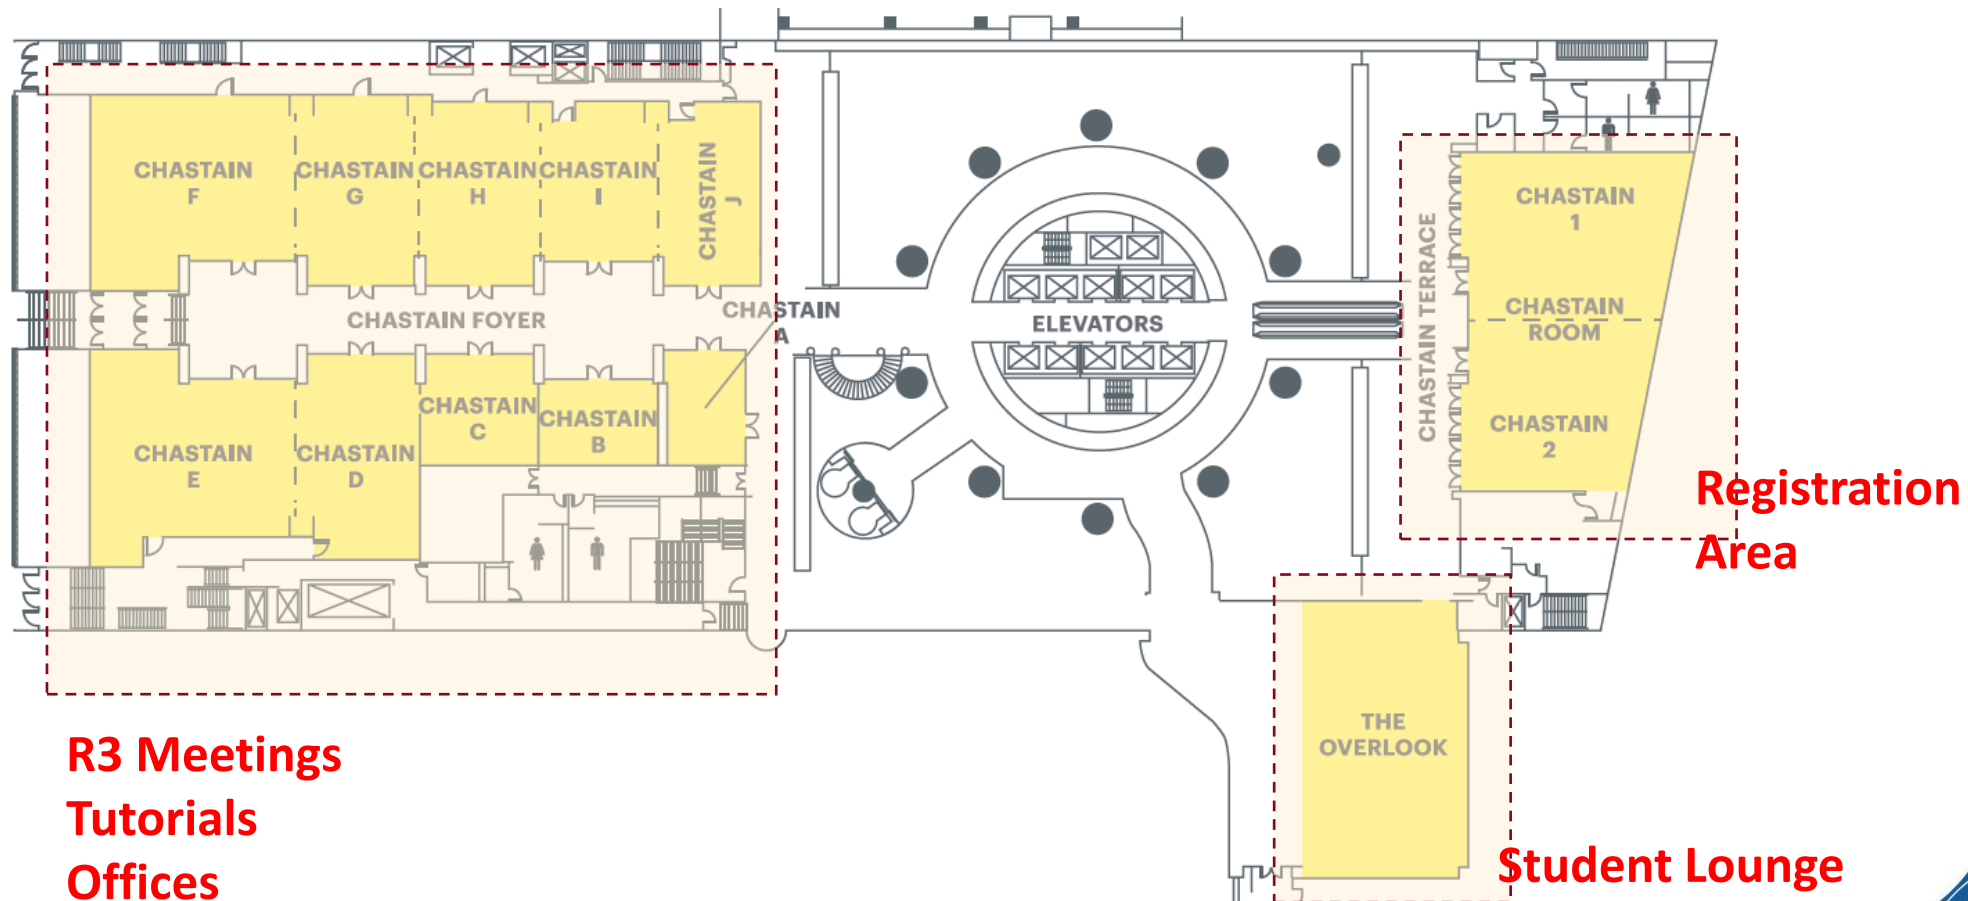 CHASTAIN
F
CHASTAIN
G
CHASTAIN
H
CHASTAIN
I
CHASTAIN
J
CHASTAIN FOYER
CHASTAIN
A
CHASTAIN
E
CHASTAIN
D
CHASTAIN
C
CHASTAIN
B
ELEVATORS
CHASTAIN TERRACE
CHASTAIN
1
CHASTAIN
ROOM
CHASTAIN
2
Registration
Area
THE
OVERLOOK
Student Lounge
R3 Meetings
Tutorials
Offices